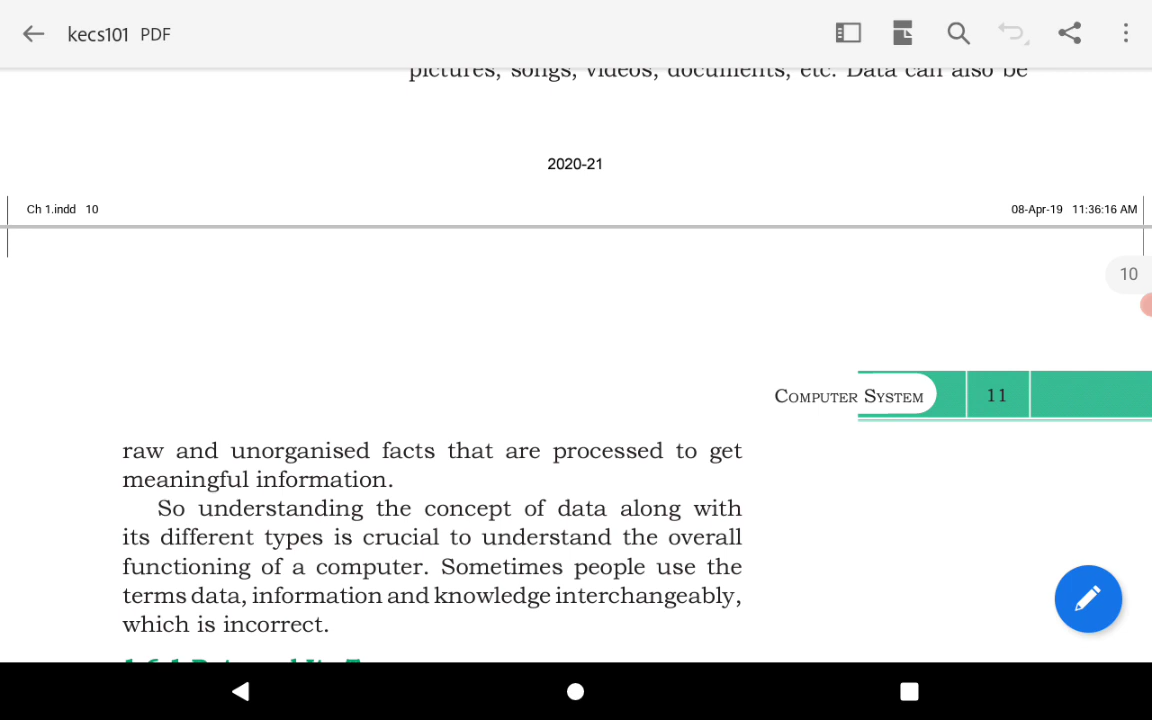 kecs101 PDF
pictures, songs, videos, documents, etc. Data can also be
2020-21
Ch 1.indd 10
08-Apr-19 11:36:16 AM
10
COMPUTER SYSTEM 11
raw and unorganised facts that are processed to get
meaningful information.
So understanding the concept of data along with
its different types is crucial to understand the overall
functioning of a computer. Sometimes people use the
terms data, information and knowledge interchangeably,
which is incorrect.